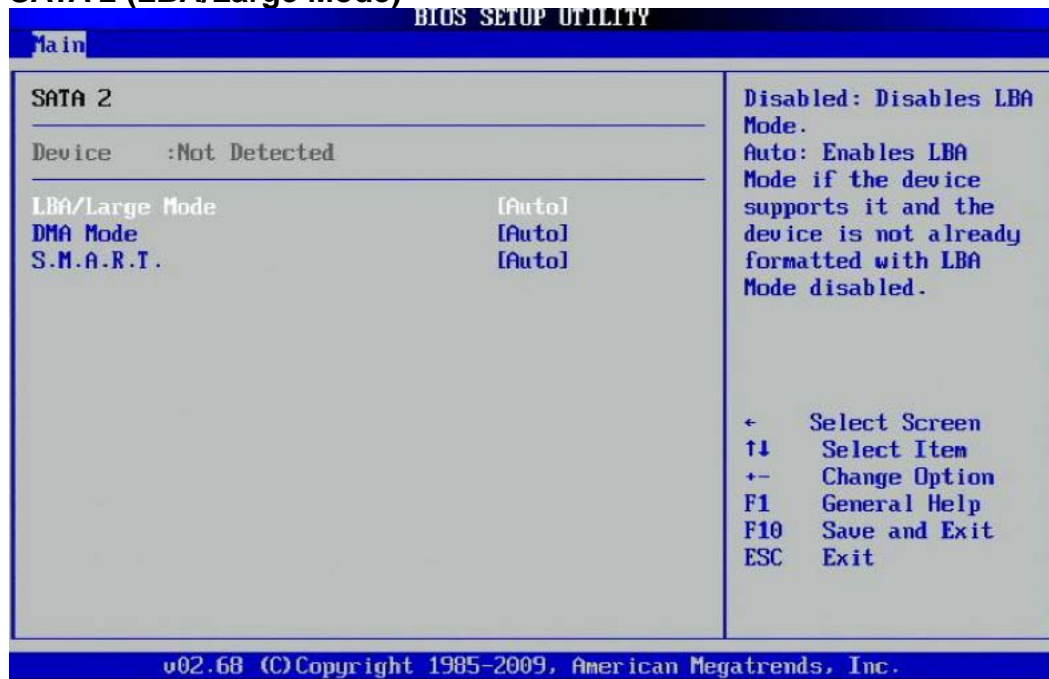 SATA 2 (LBA/Large Mode)
BIOS SETUP UTILITY
Main
SATA 2
Device :Not Detected
LBA/Large Mode [Auto]
DMA Mode [Auto]
S.M.A.R.T. [Auto]
Disabled: Disables LBA
Mode.
Auto: Enables LBA
Mode if the device
supports it and the
device is not already
formatted with LBA
Mode disabled.
← Select Screen
↑↓ Select Item
+- Change Option
F1 General Help
F10 Save and Exit
ESC Exit
v02.68 (C)Copyright 1985-2009, American Megatrends, Inc.